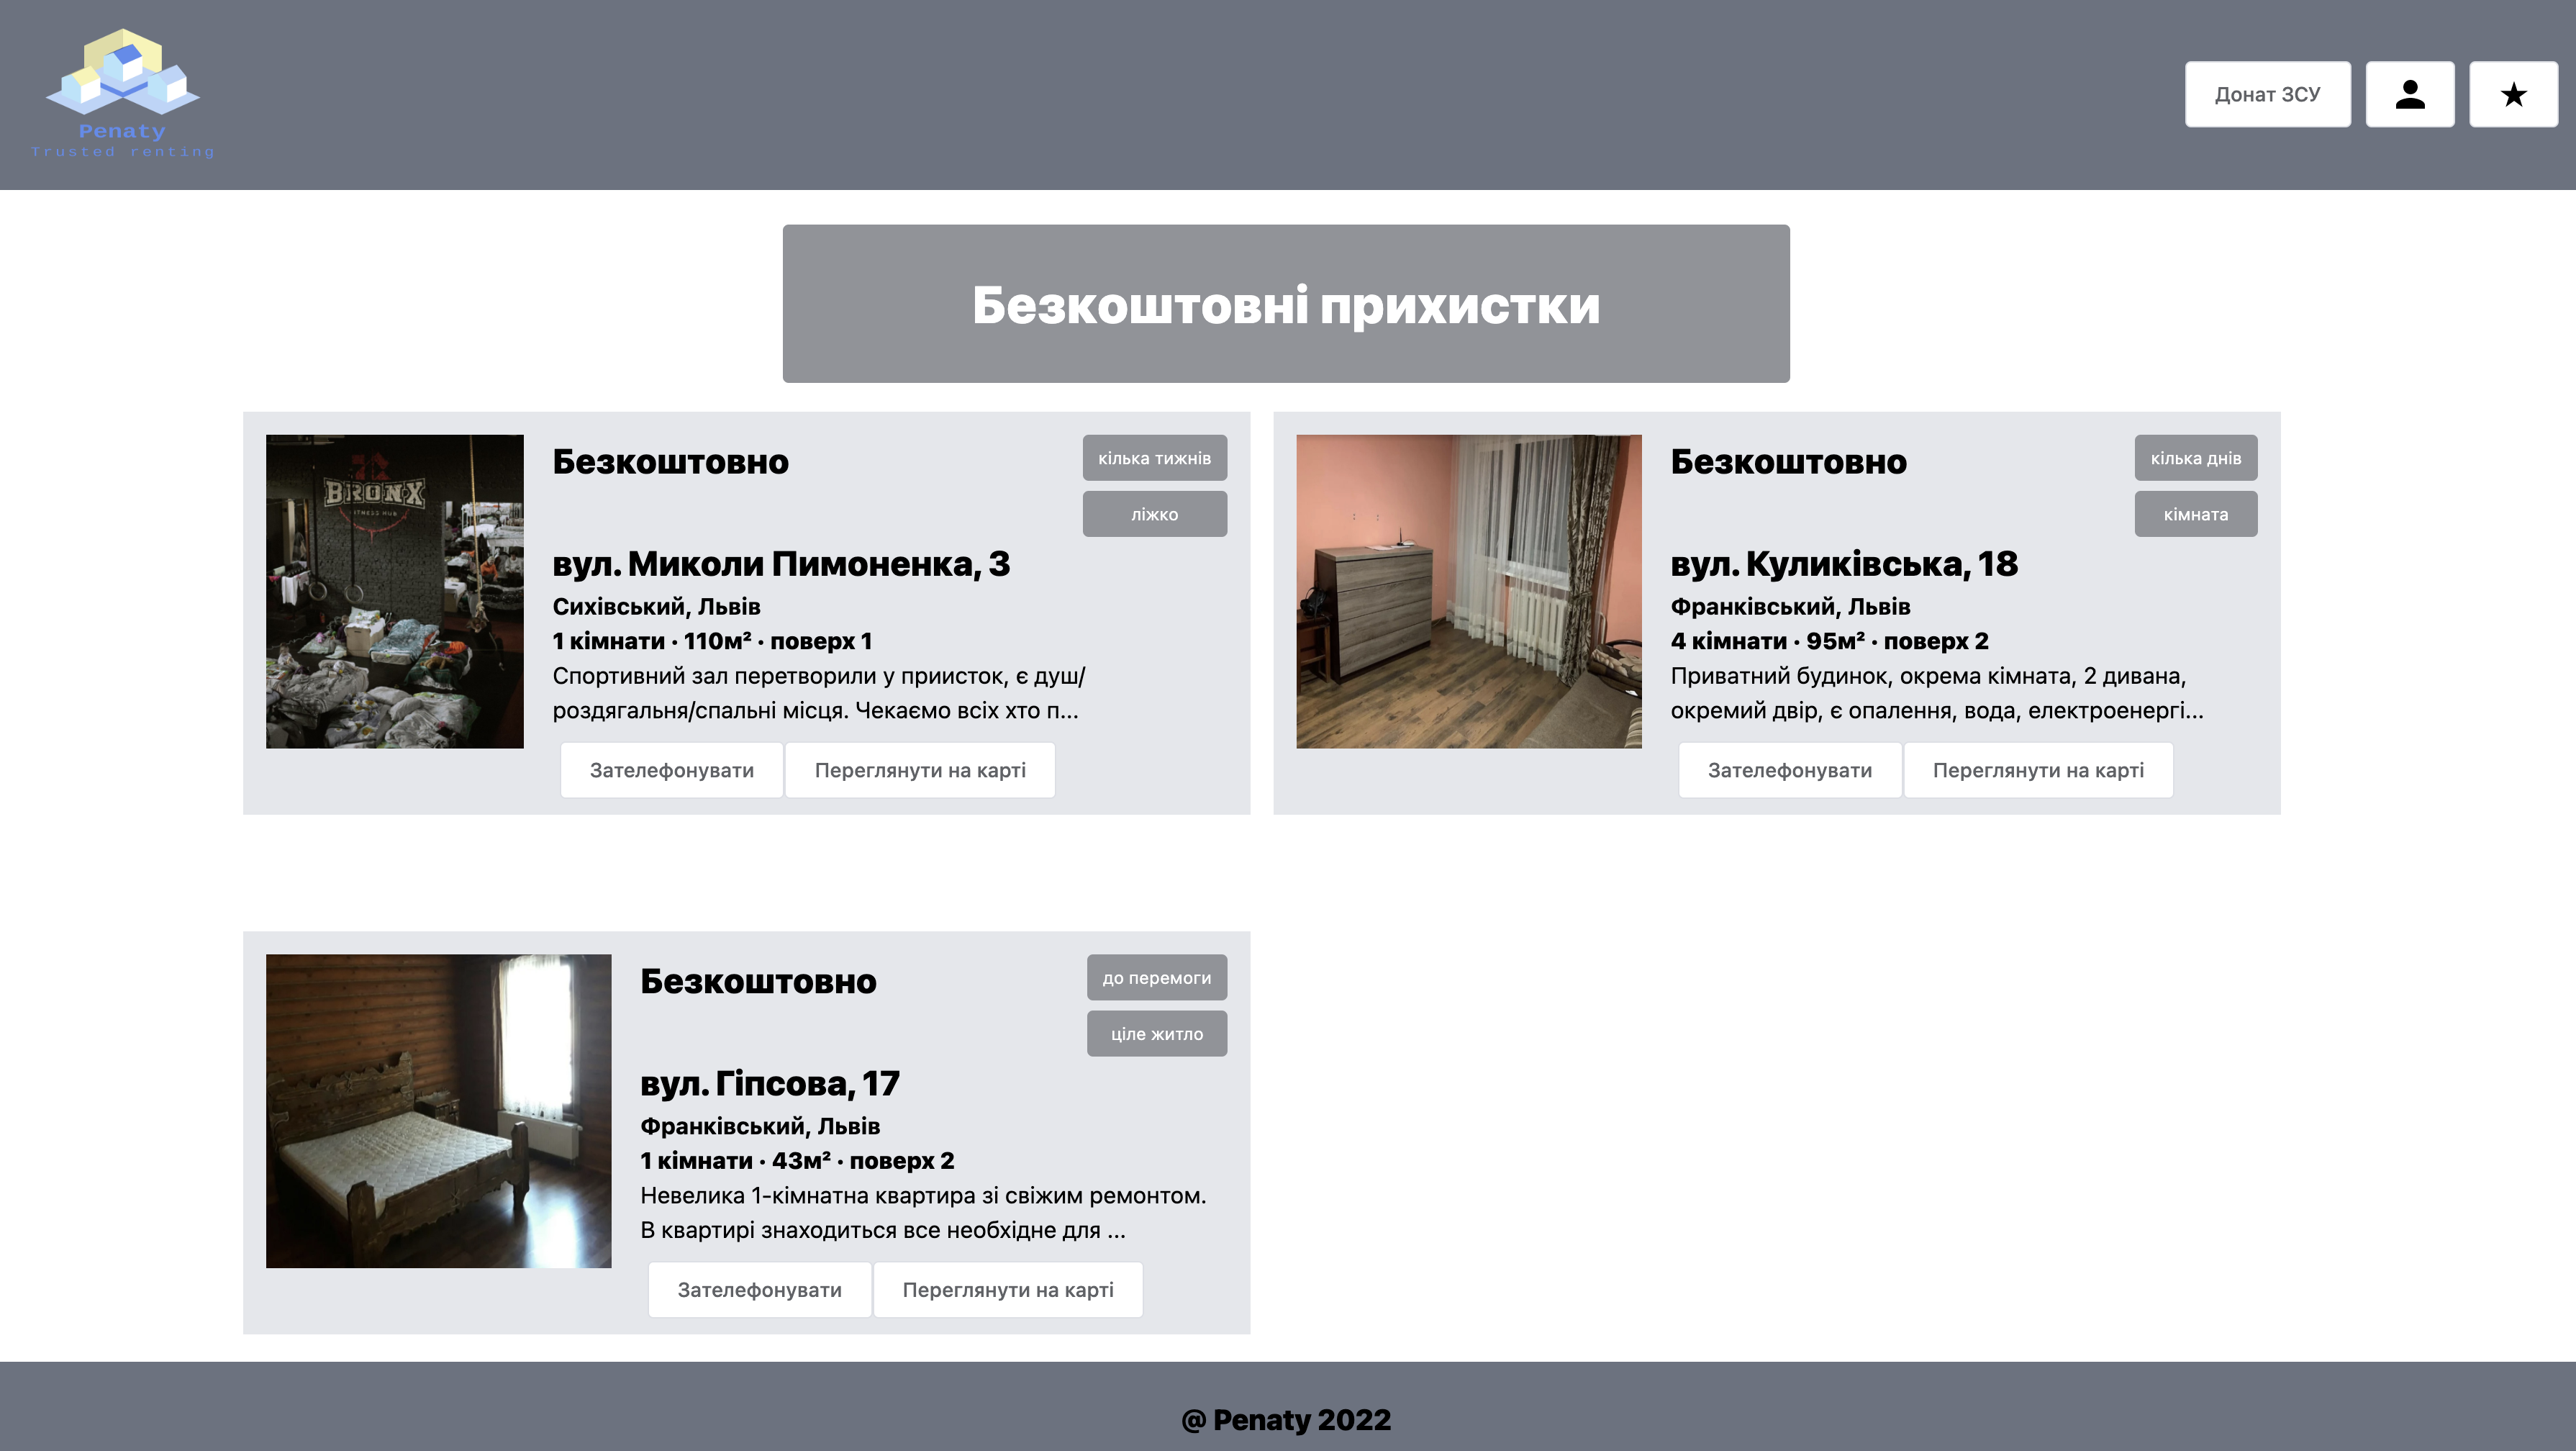 Penaty
Trusted renting
Донат ЗСУ
Безкоштовні прихистки
Безкоштовно
кілька тижнів
ліжко
BRONX
вул. Миколи Пимоненка, 3
Сихівський, Львів
1 кімнати · 110м² · поверх 1
Спортивний зал перетворили у приисток, є душ/
роздягальня/спальні місця. Чекаємо всіх хто п...
Зателефонувати
Переглянути на карті
Безкоштовно
кілька днів
кімната
вул. Куликівська, 18
Франківський, Львів
4 кімнати · 95м² · поверх 2
Приватний будинок, окрема кімната, 2 дивана,
окремий двір, є опалення, вода, електроенергі...
Зателефонувати
Переглянути на карті
Безкоштовно
до перемоги
ціле житло
вул. Гіпсова, 17
Франківський, Львів
1 кімнати · 43м² · поверх 2
Невелика 1-кімнатна квартира зі свіжим ремонтом.
В квартирі знаходиться все необхідне для ...
Зателефонувати
Переглянути на карті
@ Penaty 2022